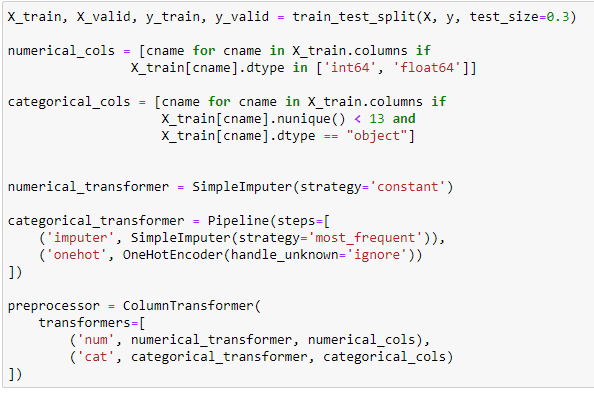 X_train, X_valid, y_train, y_valid = train_test_split(X, y, test_size=0.3)
numerical_cols = [cname for cname in X_train.columns if
X_train[cname].dtype in ['int64', 'float64']]
categorical_cols = [cname for cname in X_train.columns if
X_train[cname].nunique() < 13 and
X_train[cname].dtype == "object"]
numerical_transformer = SimpleImputer(strategy='constant')
categorical_transformer = Pipeline(steps=[
('imputer', SimpleImputer(strategy='most_frequent')),
('onehot', OneHotEncoder(handle_unknown='ignore'))
])
preprocessor = ColumnTransformer(
transformers=[
('num', numerical_transformer, numerical_cols),
('cat', categorical_transformer, categorical_cols)
])